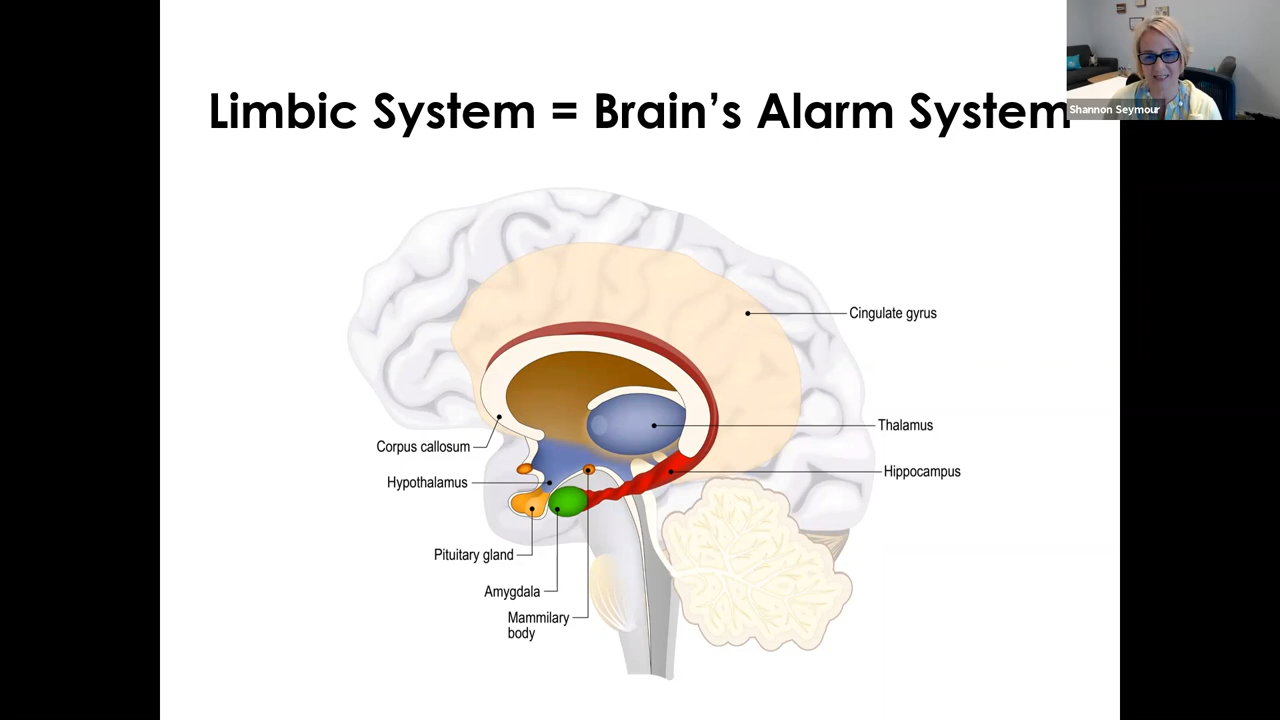 Limbic System = Brain's Alarm System
Shannon Seymour
Cingulate gyrus
Corpus callosum
Thalamus
Hypothalamus
Hippocampus
Pituitary gland
Amygdala
Mammilary
body